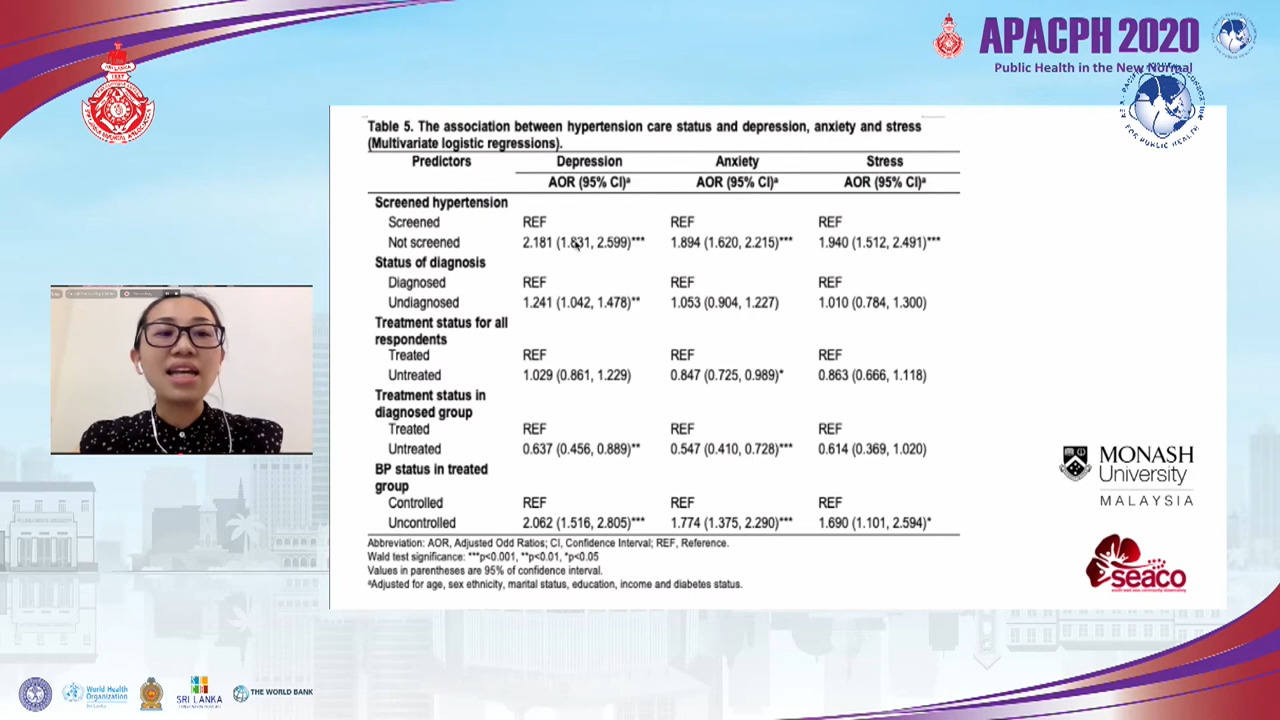 APACPH 2020
Public Health in the New Normal
SRI LANKA
1887
Table 5. The association between hypertension care status and depression, anxiety and stress
(Multivariate logistic regressions).
Predictors Depression Anxiety Stress
AOR (95% CI)ª AOR (95% CI)ª AOR (95% CI)ª
Screened hypertension
Screened REF REF REF
Not screened 2.181 (1.831, 2.599)*** 1.894 (1.620, 2.215)*** 1.940 (1.512, 2.491)***
Status of diagnosis
Diagnosed REF REF REF
Undiagnosed 1.241 (1.042, 1.478)** 1.053 (0.904, 1.227) 1.010 (0.784, 1.300)
Treatment status for all
respondents
Treated REF REF REF
Untreated 1.029 (0.861, 1.229) 0.847 (0.725, 0.989)* 0.863 (0.666, 1.118)
Treatment status in
diagnosed group
Treated REF REF REF
Untreated 0.637 (0.456, 0.889)** 0.547 (0.410, 0.728)*** 0.614 (0.369, 1.020)
BP status in treated
group
Controlled REF REF REF
Uncontrolled 2.062 (1.516, 2.805)*** 1.774 (1.375, 2.290)*** 1.690 (1.101, 2.594)*
Abbreviation: AOR, Adjusted Odd Ratios; CI, Confidence Interval; REF, Reference.
Wald test significance: ***p<0.001, **p<0.01, *p<0.05
Values in parentheses are 95% of confidence interval.
ªAdjusted for age, sex ethnicity, marital status, education, income and diabetes status.
MONASH
University
MALAYSIA
seaco
World Health
Organization
Sri Lanka
SRI LANKA
THE WORLD BANK